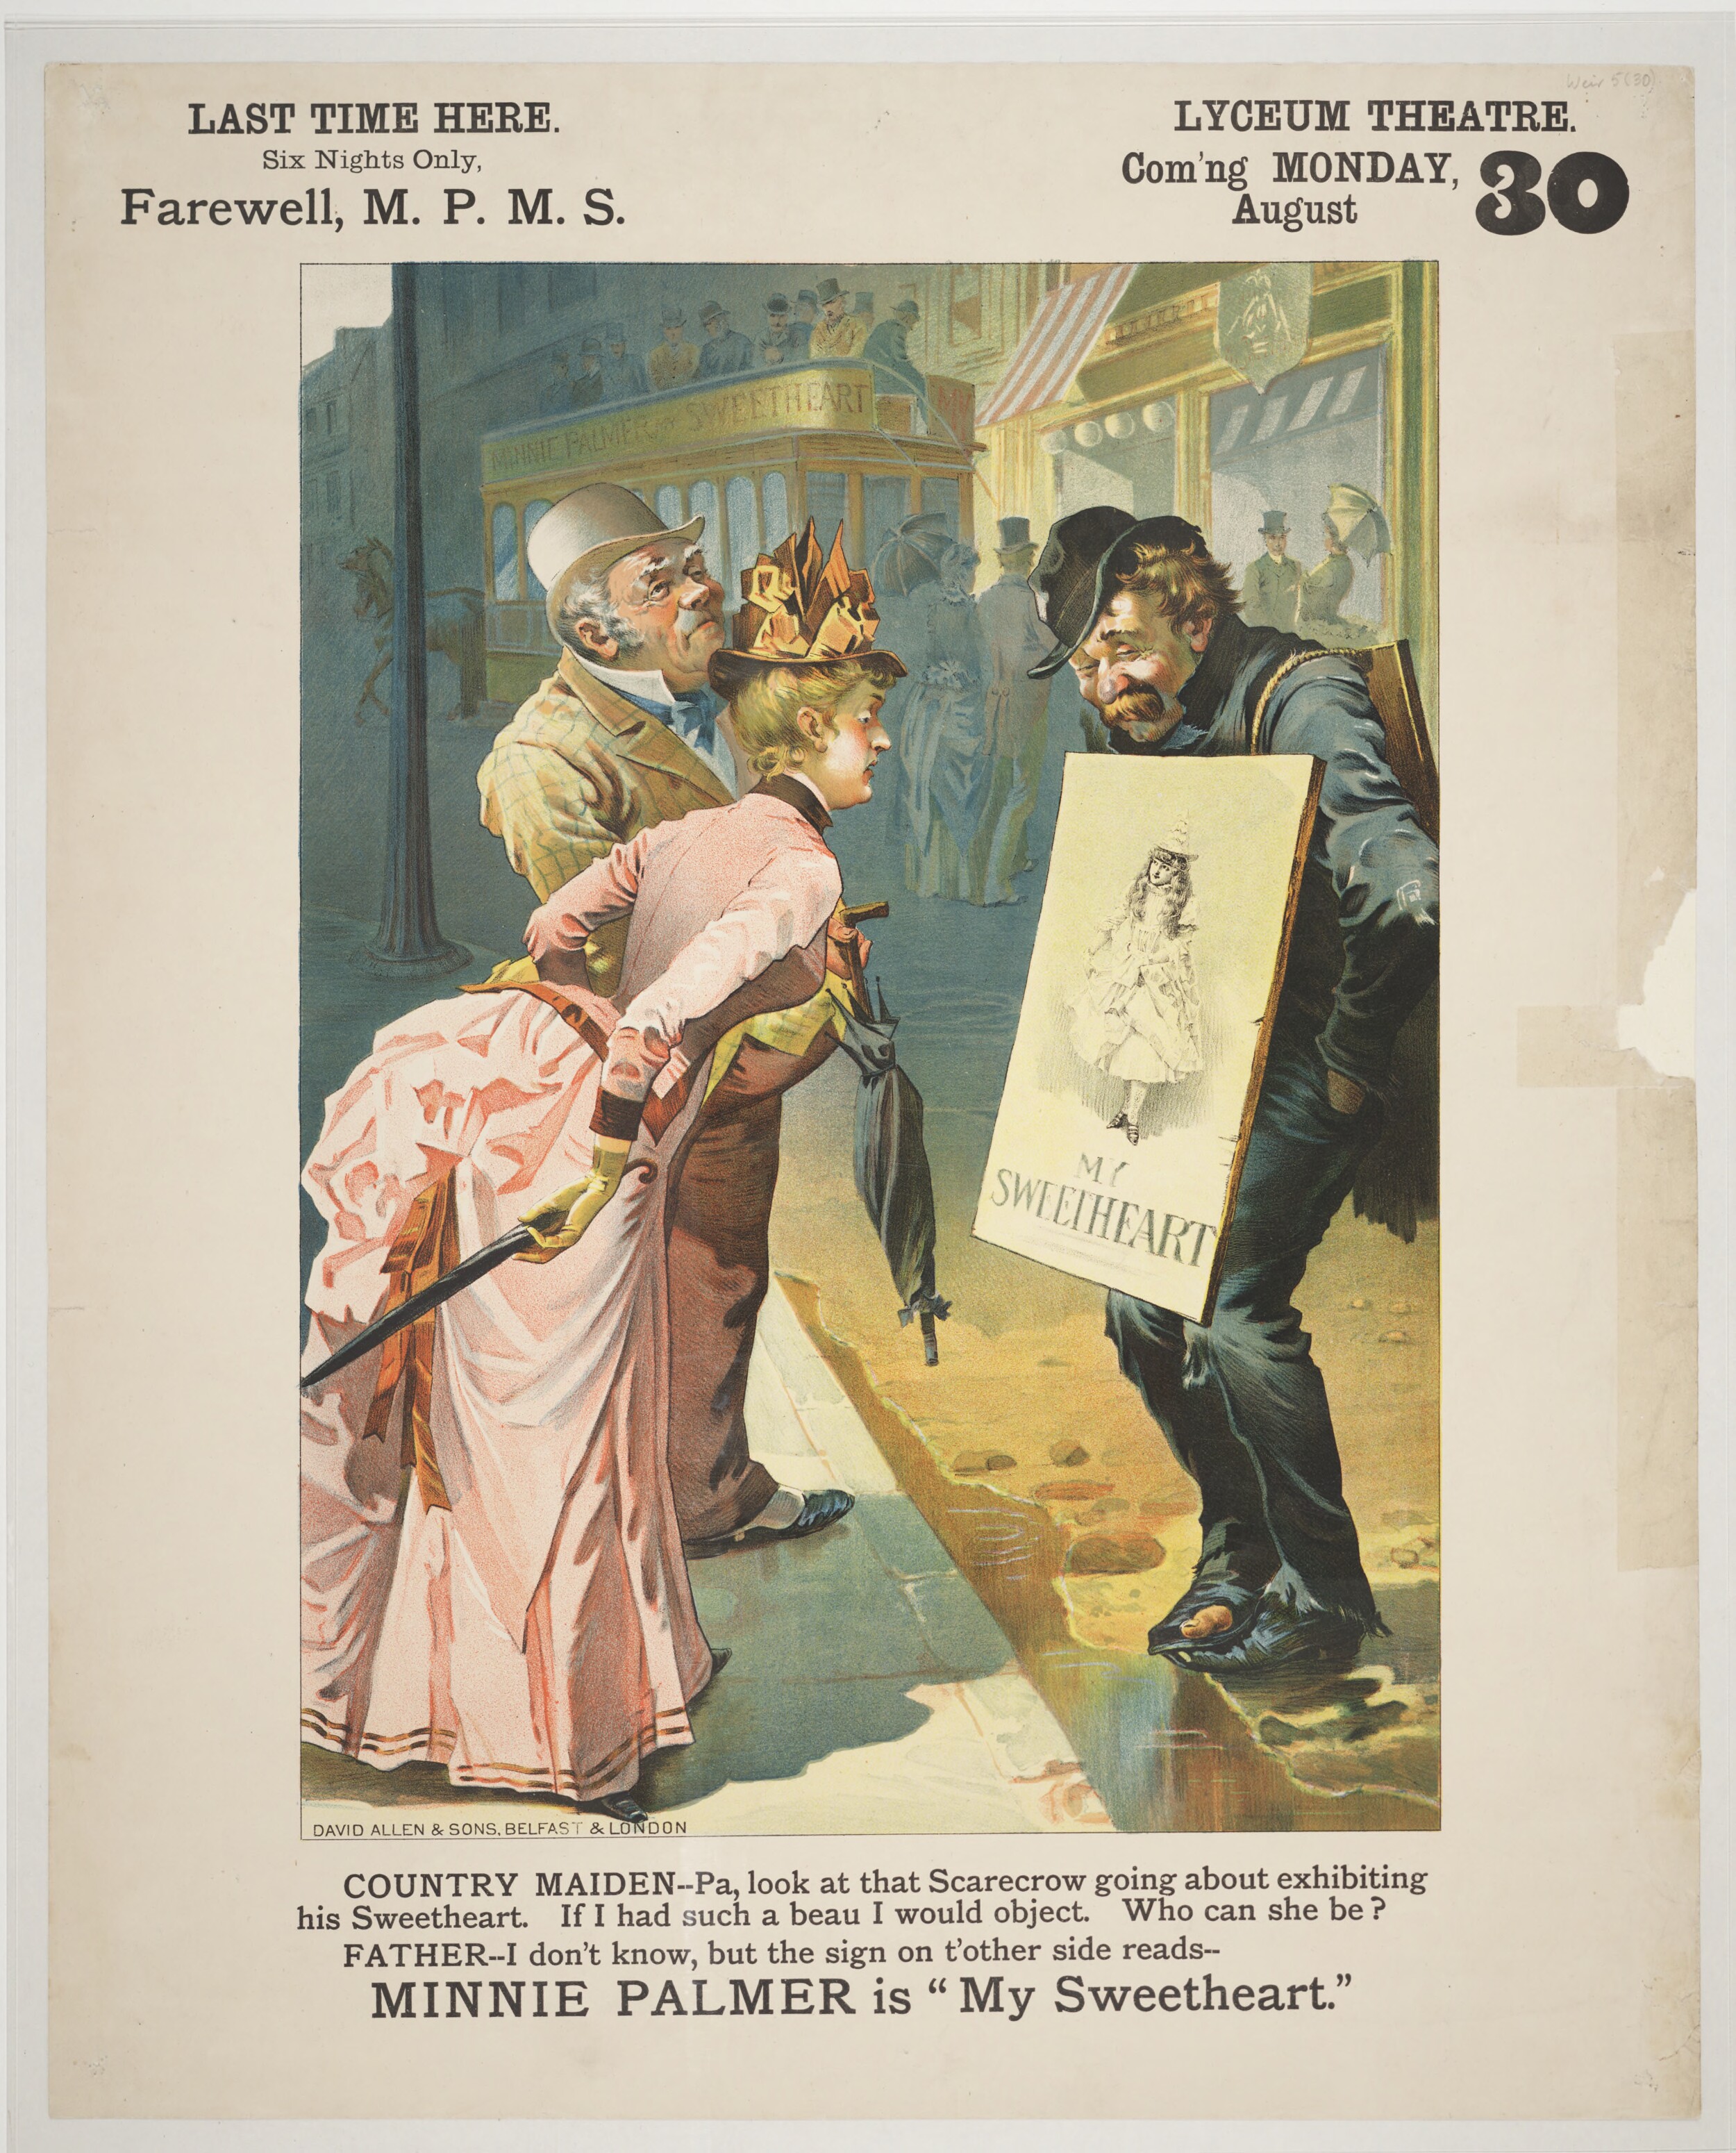 Weir 5(30)
LAST TIME HERE.
Six Nights Only,
Farewell, M. P. M. S.
LYCEUM THEATRE.
Com'ng MONDAY, 30
August
MINNIE PALMER SWEETHEART
MY
SWEETHEART
DAVID ALLEN & SONS, BELFAST & LONDON
COUNTRY MAIDEN--Pa, look at that Scarecrow going about exhibiting
his Sweetheart. If I had such a beau I would object. Who can she be?
FATHER--I don't know, but the sign on t'other side reads--
MINNIE PALMER is "My Sweetheart."